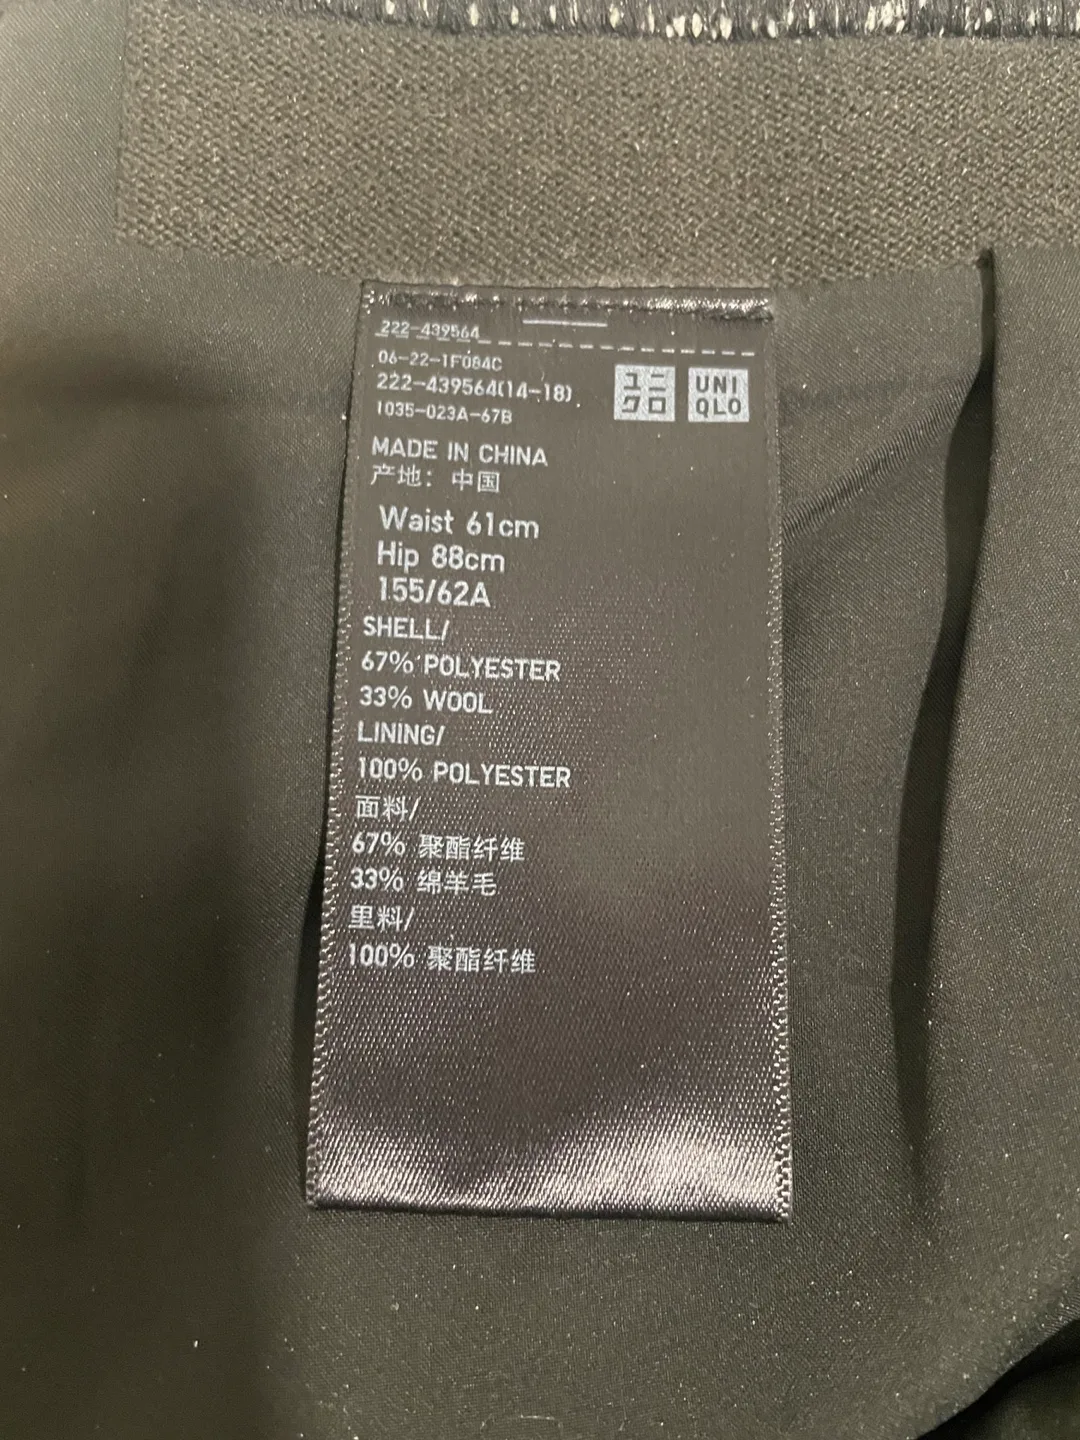 222-439564
06-22-1F084C
222-439564(14-18)
1035-023A-67B
ユニ
クロ
UNI
QLO
MADE IN CHINA
产地：中国
Waist 61cm
Hip 88cm
155/62A
SHELL/
67% POLYESTER
33% WOOL
LINING/
100% POLYESTER
面料/
67% 聚酯纤维
33% 绵羊毛
里料/
100% 聚酯纤维